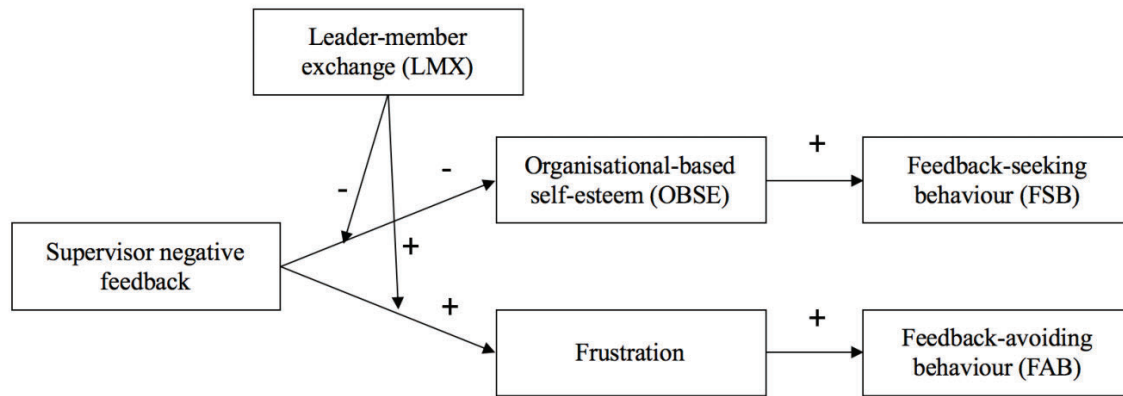 Leader-member
exchange (LMX)
+
Organisational-based
self-esteem (OBSE)
Feedback-seeking
behaviour (FSB)
-
-
Supervisor negative
feedback
+
+
+
Frustration
Feedback-avoiding
behaviour (FAB)